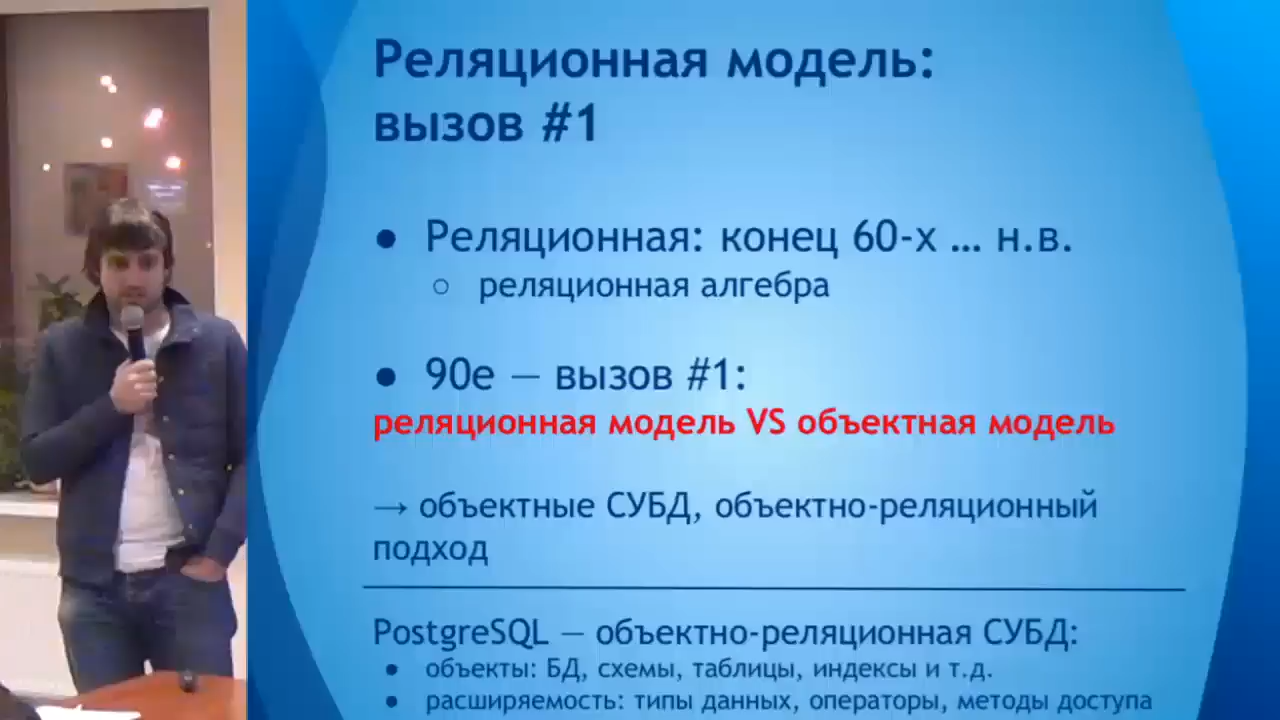 Реляционная модель:
вызов #1
● Реляционная: конец 60-х ... н.в.
○ реляционная алгебра
● 90е — вызов #1:
реляционная модель VS объектная модель
→ объектные СУБД, объектно-реляционный
подход
PostgreSQL — объектно-реляционная СУБД:
● объекты: БД, схемы, таблицы, индексы и т.д.
● расширяемость: типы данных, операторы, методы доступа